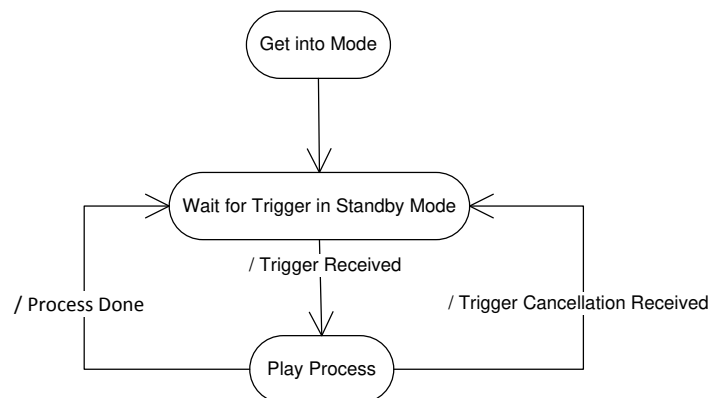 Get into Mode
Wait for Trigger in Standby Mode
/ Trigger Received
/ Process Done
/ Trigger Cancellation Received
Play Process